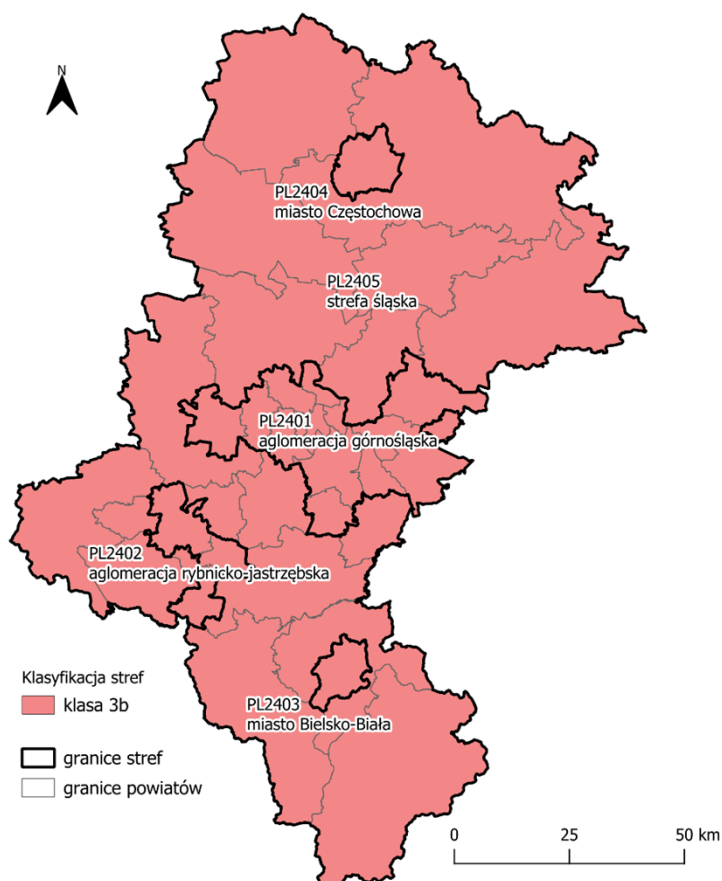 N
PL2404
miasto Częstochowa
PL2405
strefa śląska
PL2401
aglomeracja górnośląska
PL2402
aglomeracja rybnicko-jastrzębska
Klasyfikacja stref
klasa 3b
PL2403
miasto Bielsko-Biała
granice stref
granice powiatów
0 25 50 km